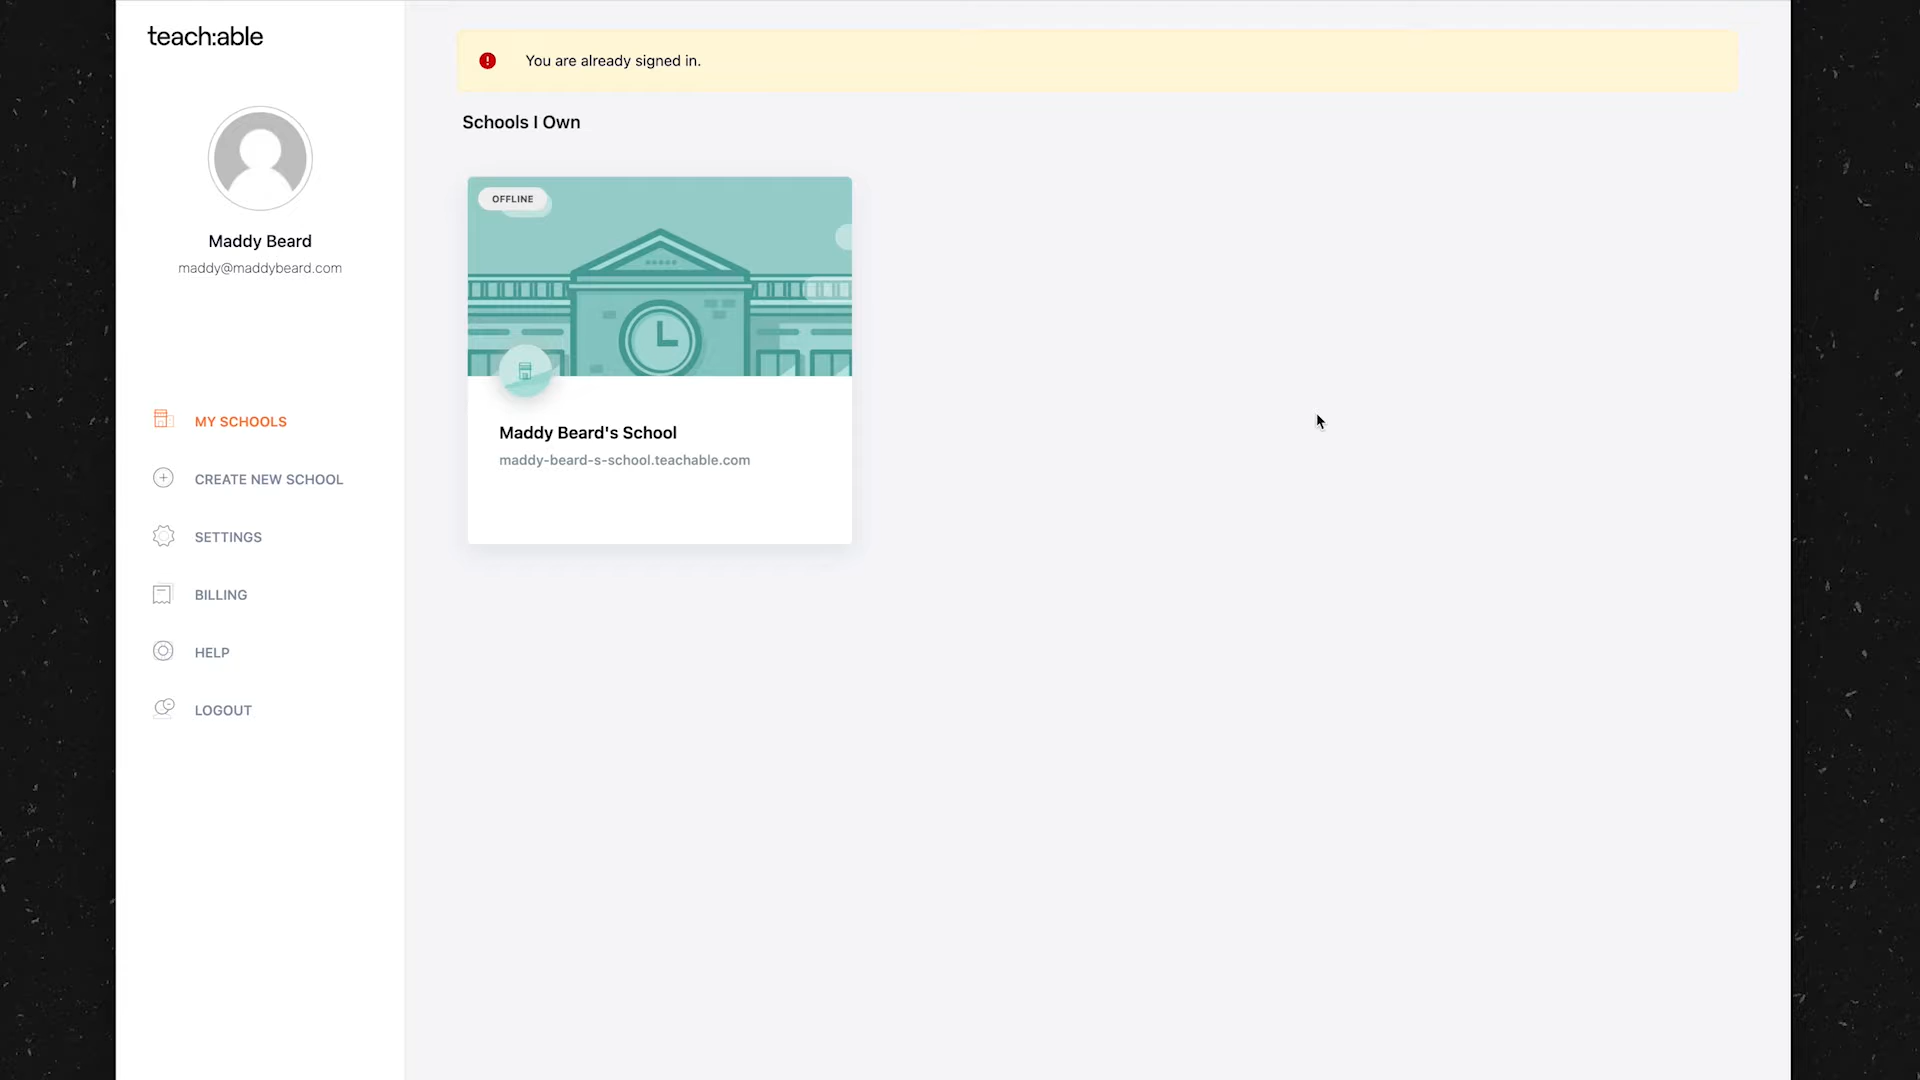 teach:able
You are already signed in.
Schools I Own
OFFLINE
Maddy Beard
maddy@maddybeard.com
MY SCHOOLS
Maddy Beard's School
maddy-beard-s-school.teachable.com
CREATE NEW SCHOOL
SETTINGS
BILLING
HELP
LOGOUT